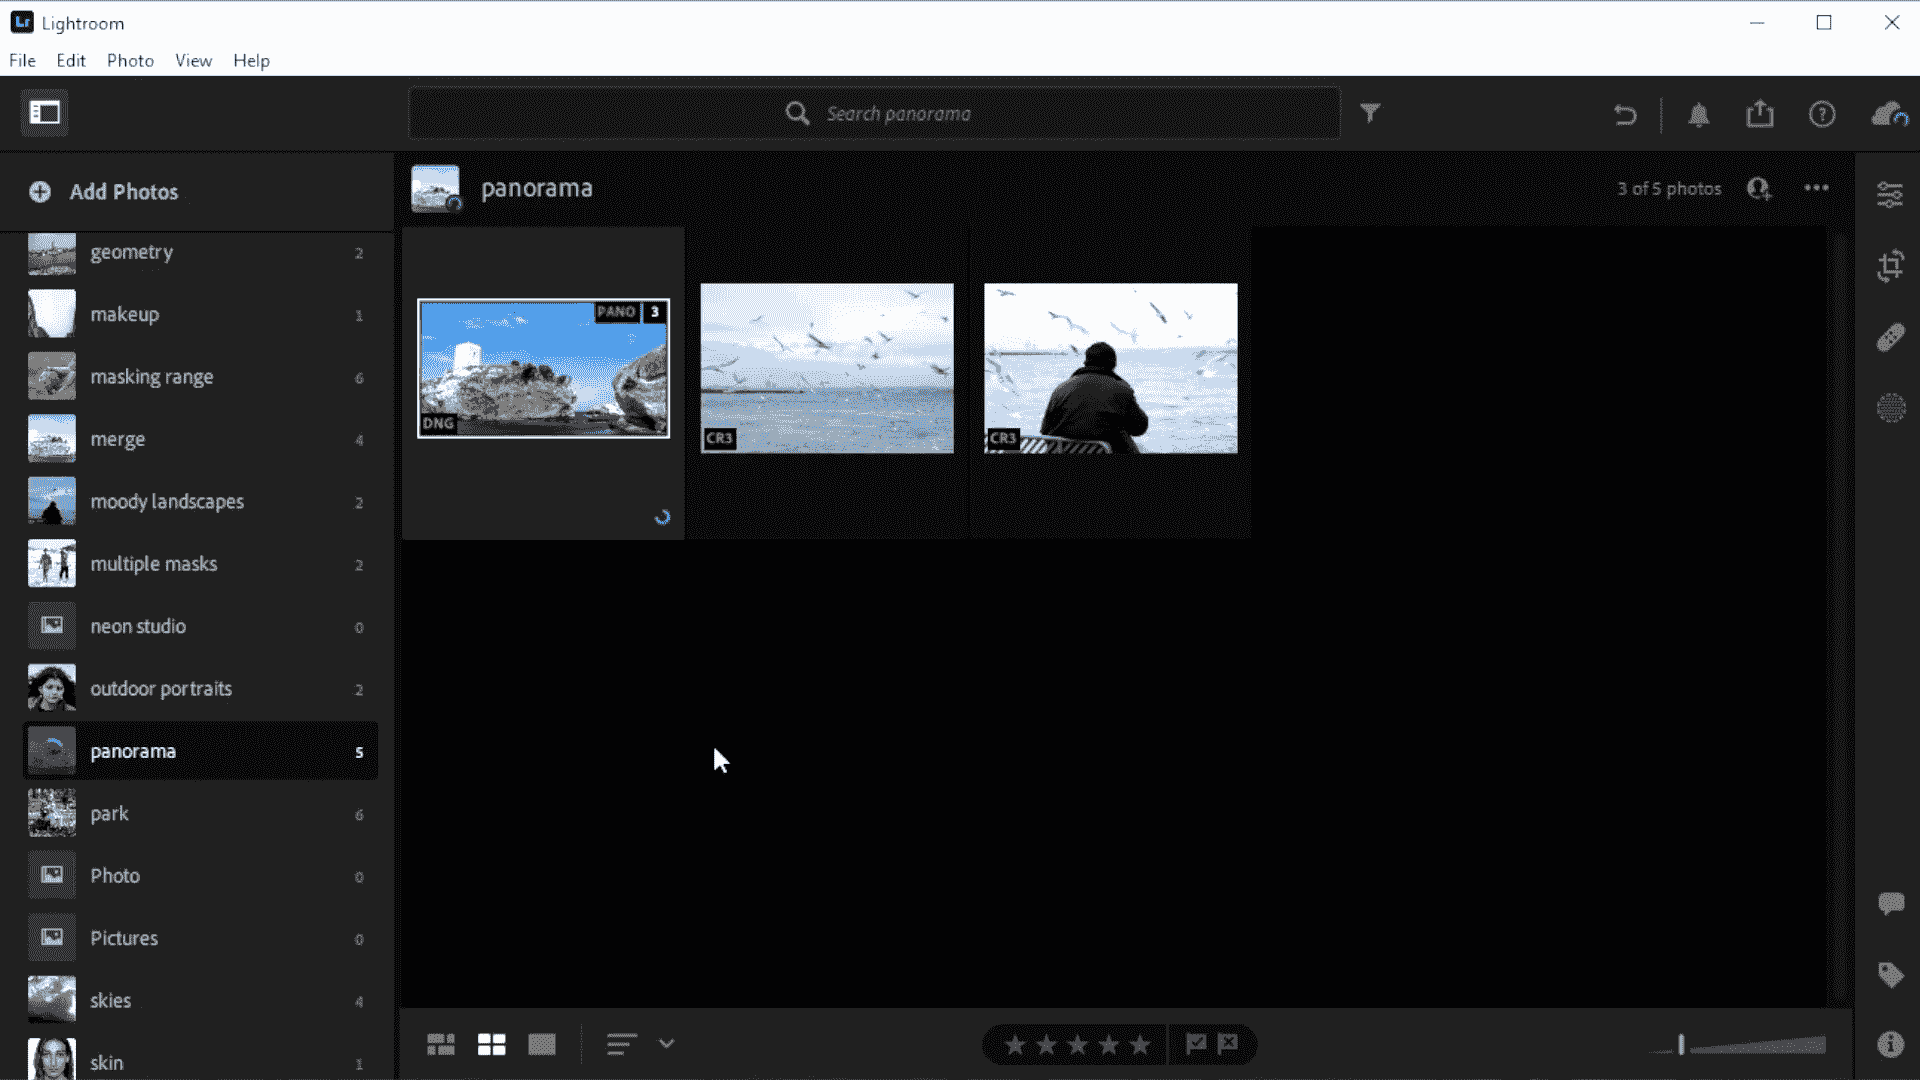 Lr Lightroom
File Edit Photo View Help
Search panorama
Add Photos
panorama
3 of 5 photos
geometry 2
makeup 1
masking range 6
merge 4
moody landscapes 2
multiple masks 2
neon studio 0
outdoor portraits 2
panorama 5
park 6
Photo 0
Pictures 0
skies 4
skin 1
PANO 3
DNG
CR3
CR3